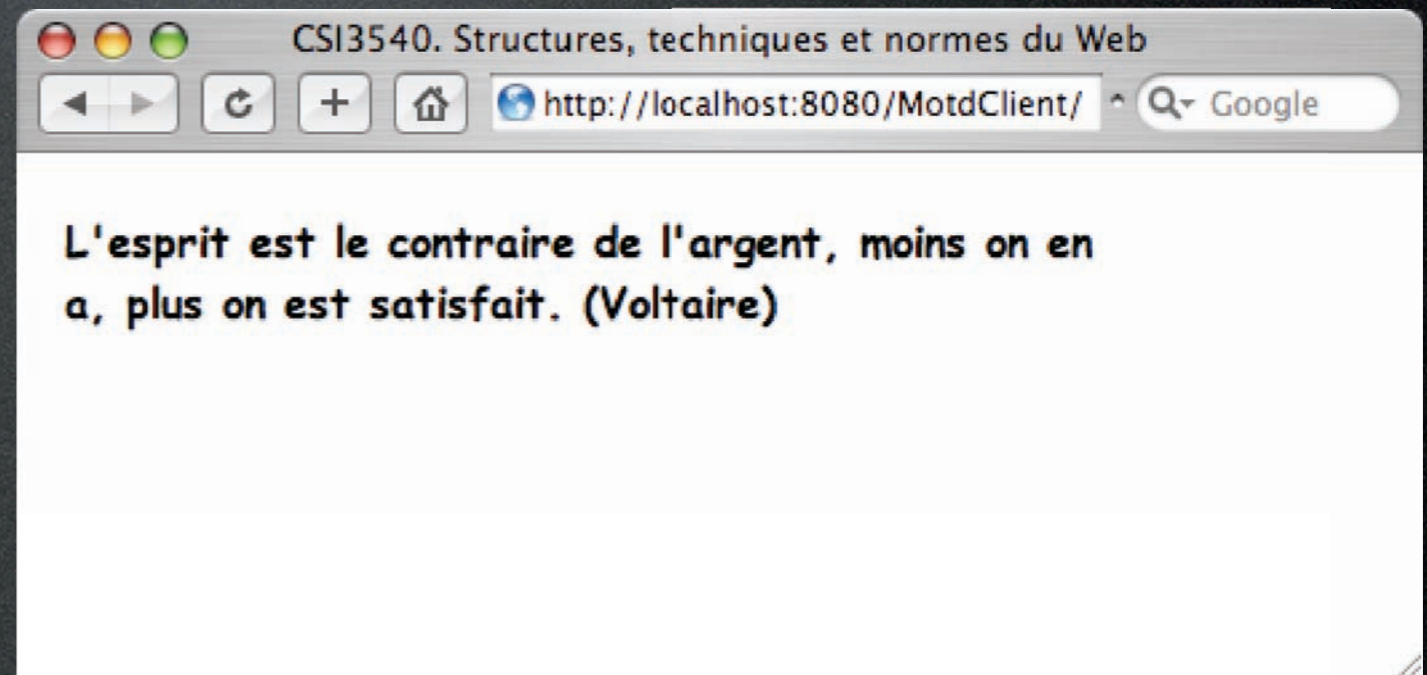 CSI3540. Structures, techniques et normes du Web
http://localhost:8080/MotdClient/
Google
L'esprit est le contraire de l'argent, moins on en
a, plus on est satisfait. (Voltaire)